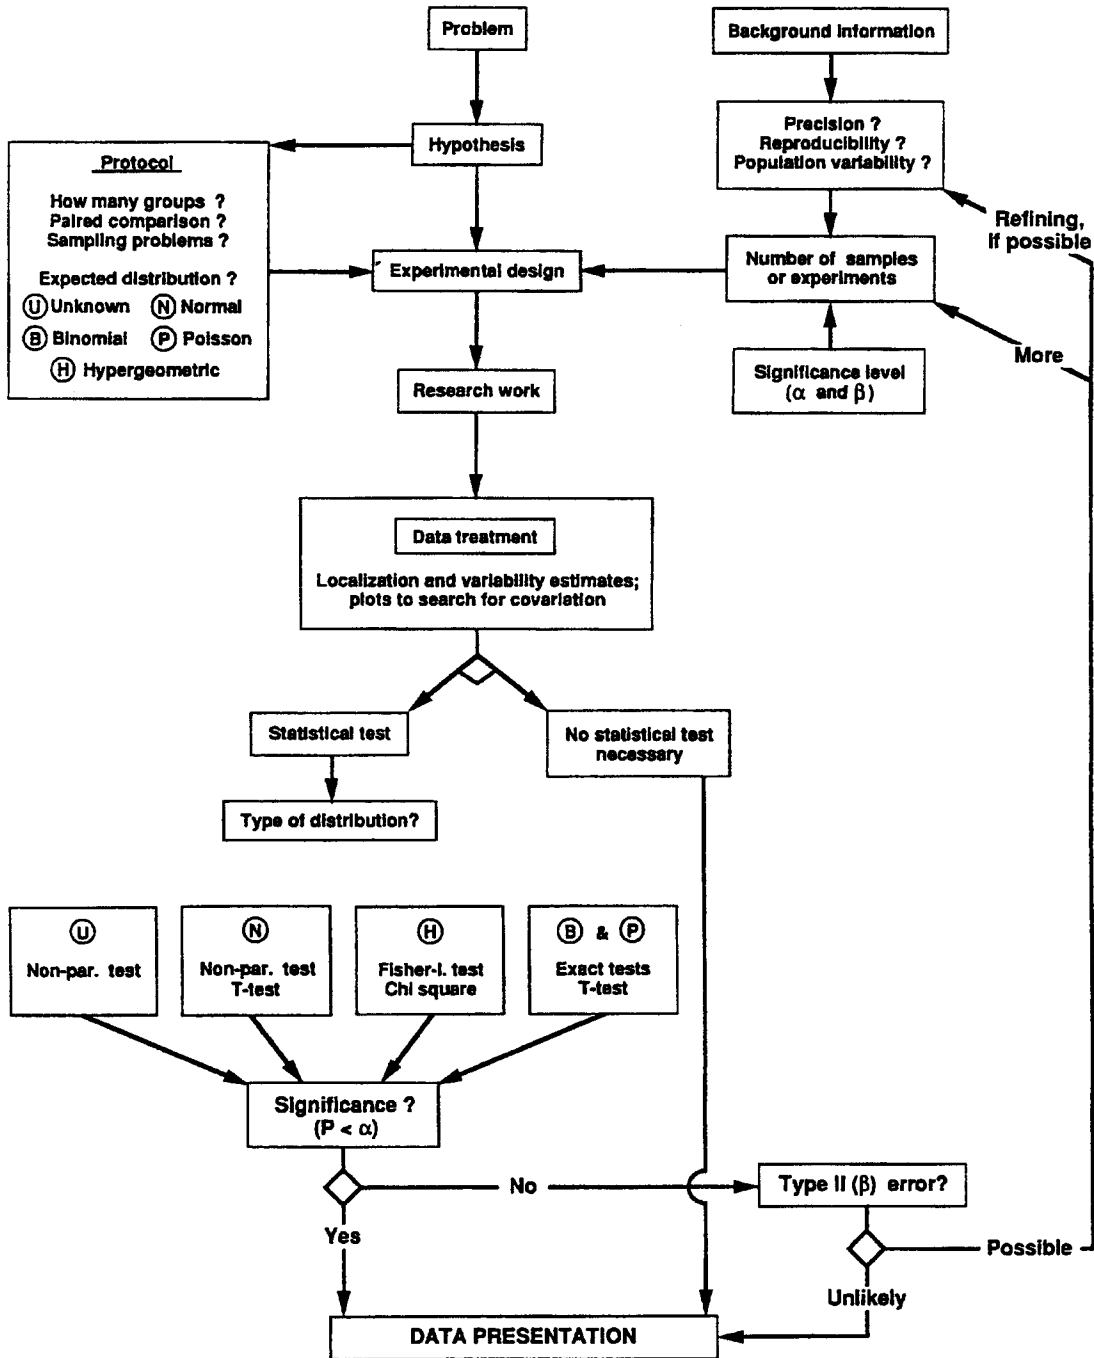 Problem
Background information
Hypothesis
Precision ?
Reproducibility ?
Population variability ?
Protocol
How many groups ?
Paired comparison ?
Sampling problems ?
Expected distribution ?
U Unknown N Normal
B Binomial P Poisson
H Hypergeometric
Refining,
if possible
Experimental design
Number of samples
or experiments
More
Significance level
(α and β)
Research work
Data treatment
Localization and variability estimates;
plots to search for covariation
Statistical test
No statistical test
necessary
Type of distribution?
U
Non-par. test
N
Non-par. test
T-test
H
Fisher-I. test
Chi square
B & P
Exact tests
T-test
Significance ?
(P < α)
No
Type II (β) error?
Yes
Possible
Unlikely
DATA PRESENTATION